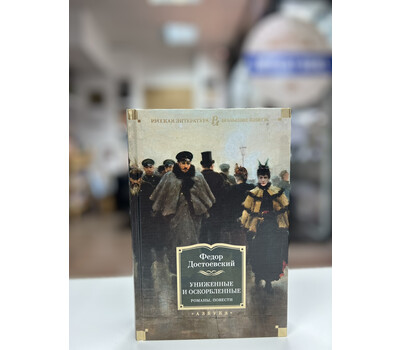 РУССКАЯ ЛИТЕРАТУРА
Федор
Достоевский
УНИЖЕННЫЕ
И ОСКОРБЛЕННЫЕ
РОМАНЫ, ПОВЕСТИ
• АЗБУКА •